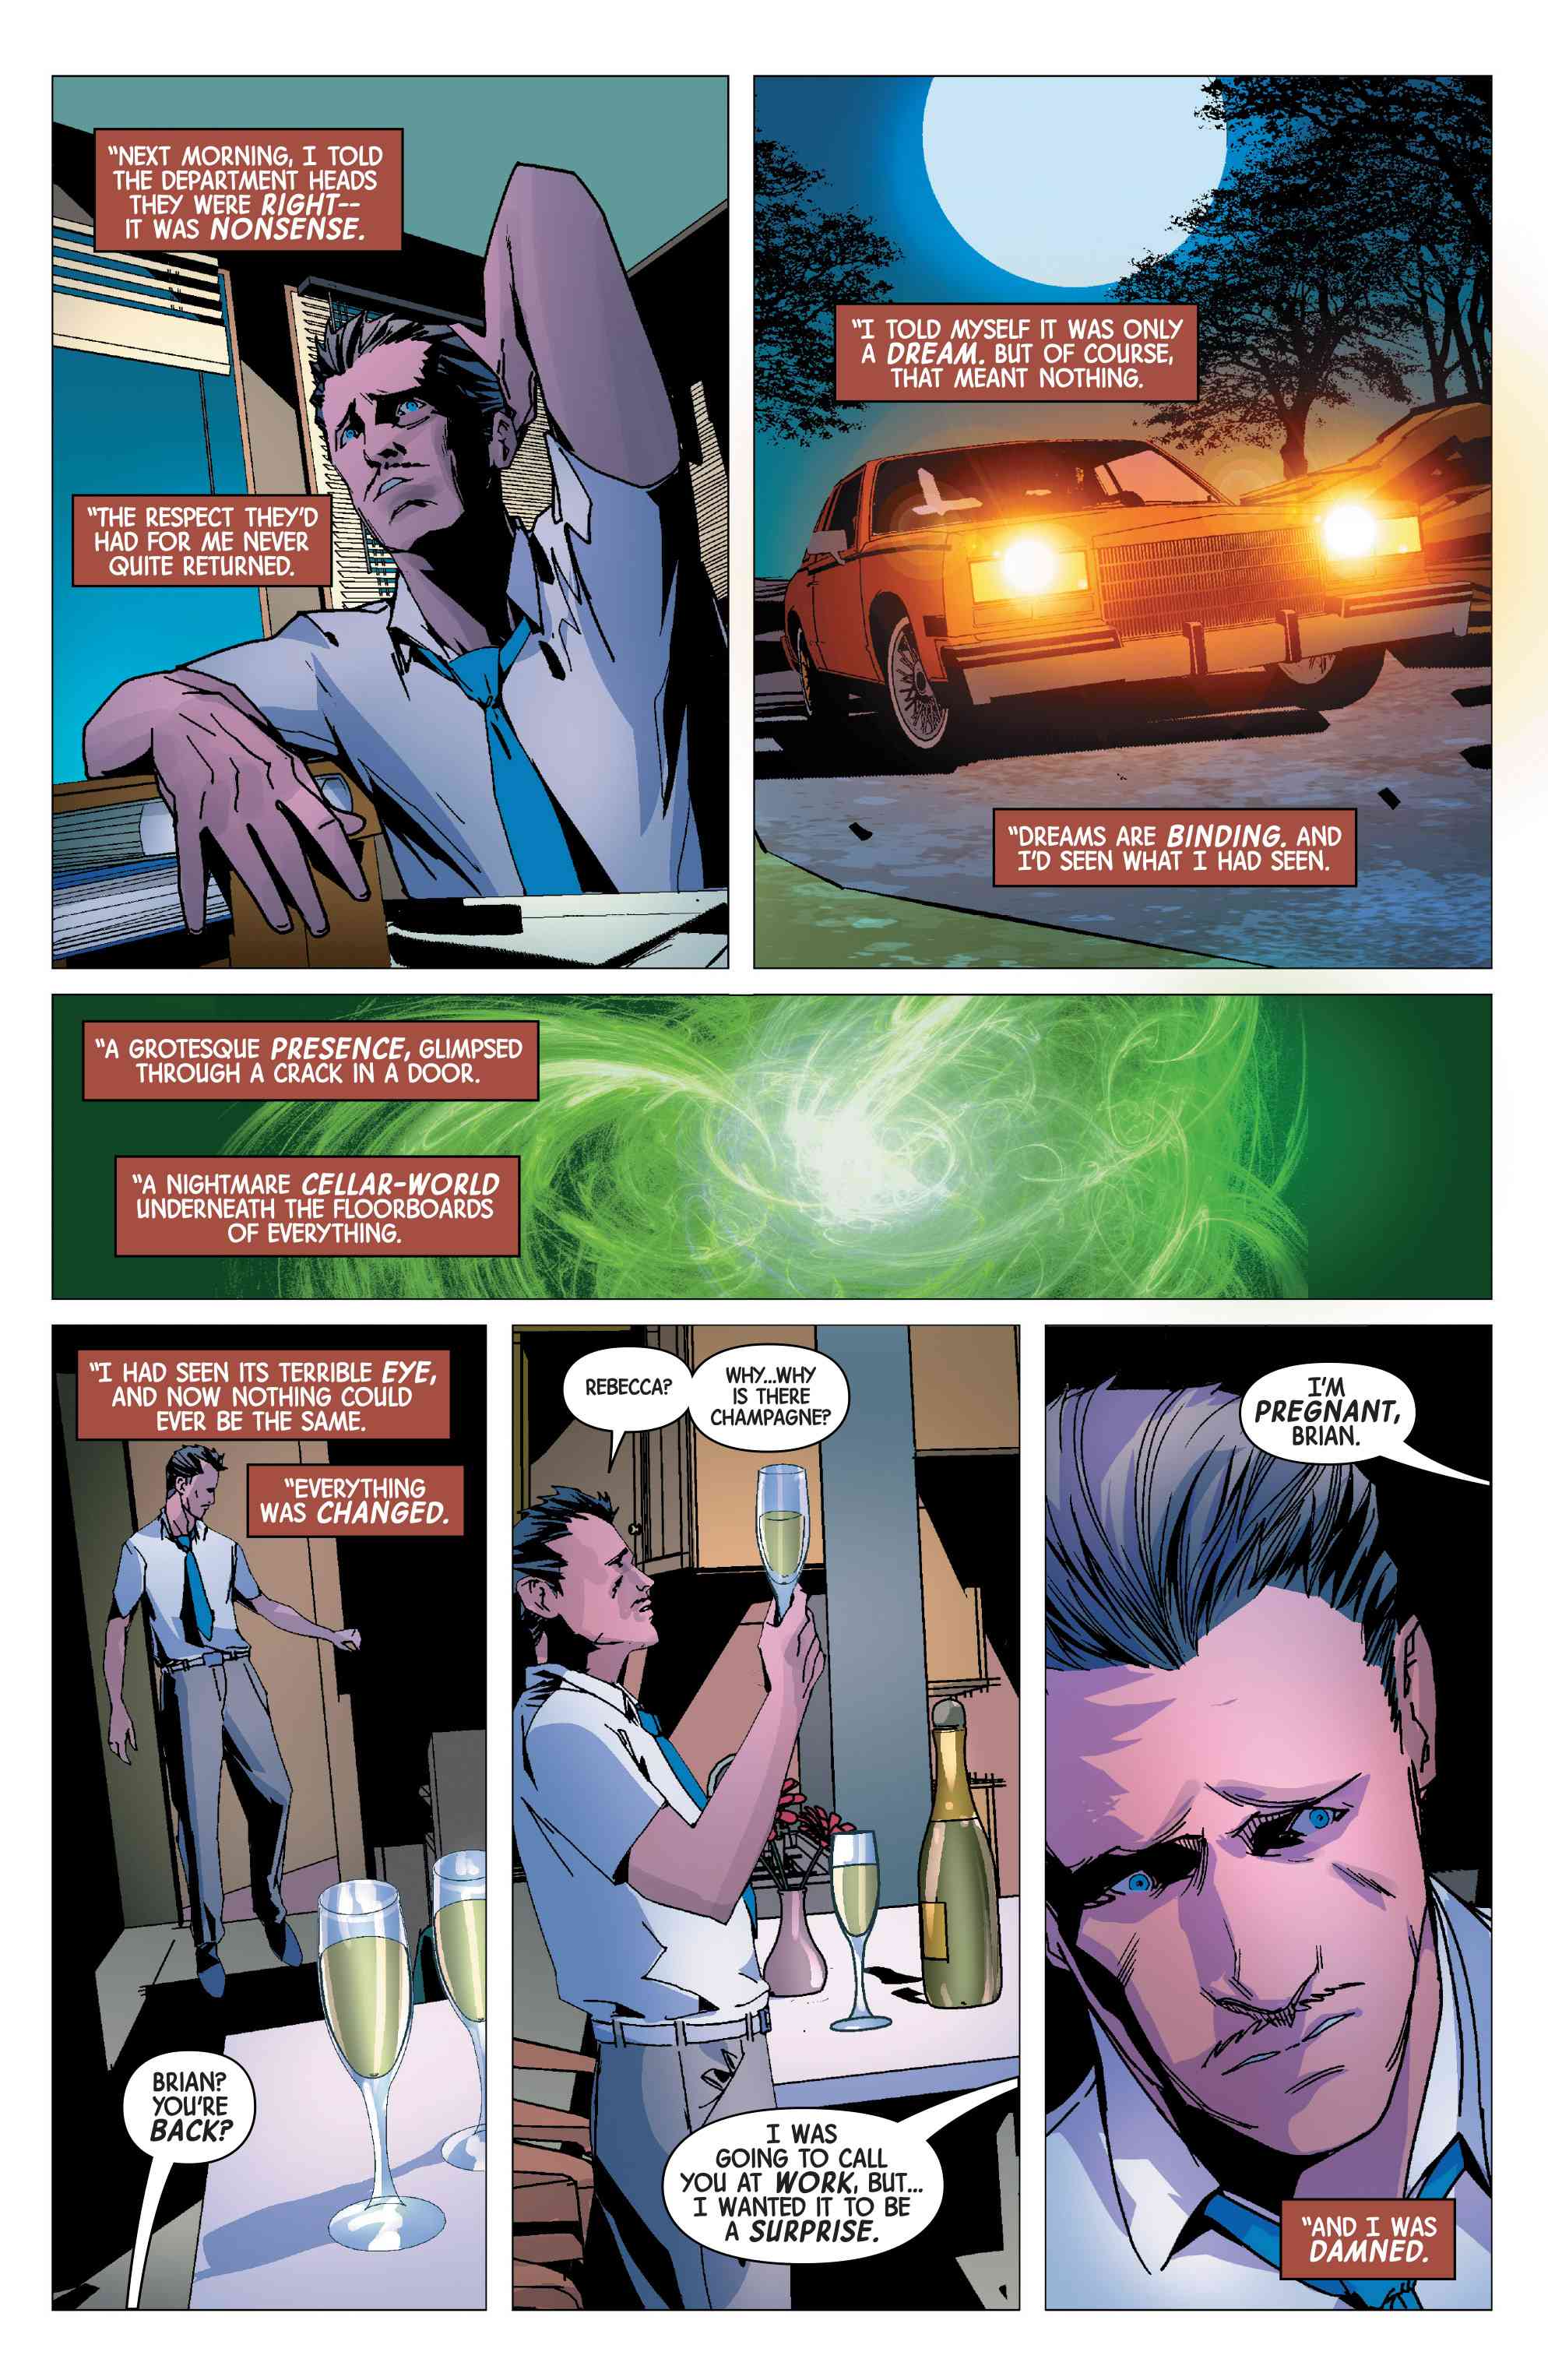 "NEXT MORNING, I TOLD
THE DEPARTMENT HEADS
THEY WERE RIGHT--
IT WAS NONSENSE.
"THE RESPECT THEY'D
HAD FOR ME NEVER
QUITE RETURNED.
"I TOLD MYSELF IT WAS ONLY
A DREAM. BUT OF COURSE,
THAT MEANT NOTHING.
"DREAMS ARE BINDING. AND
I'D SEEN WHAT I HAD SEEN.
"A GROTESQUE PRESENCE, GLIMPSED
THROUGH A CRACK IN A DOOR.
"A NIGHTMARE CELLAR-WORLD
UNDERNEATH THE FLOORBOARDS
OF EVERYTHING.
"I HAD SEEN ITS TERRIBLE EYE,
AND NOW NOTHING COULD
EVER BE THE SAME.
"EVERYTHING
WAS CHANGED.
BRIAN?
YOU'RE
BACK?
REBECCA?
WHY...WHY
IS THERE
CHAMPAGNE?
I WAS
GOING TO CALL
YOU AT WORK, BUT...
I WANTED IT TO BE
A SURPRISE.
I'M
PREGNANT,
BRIAN.
"AND I WAS
DAMNED.